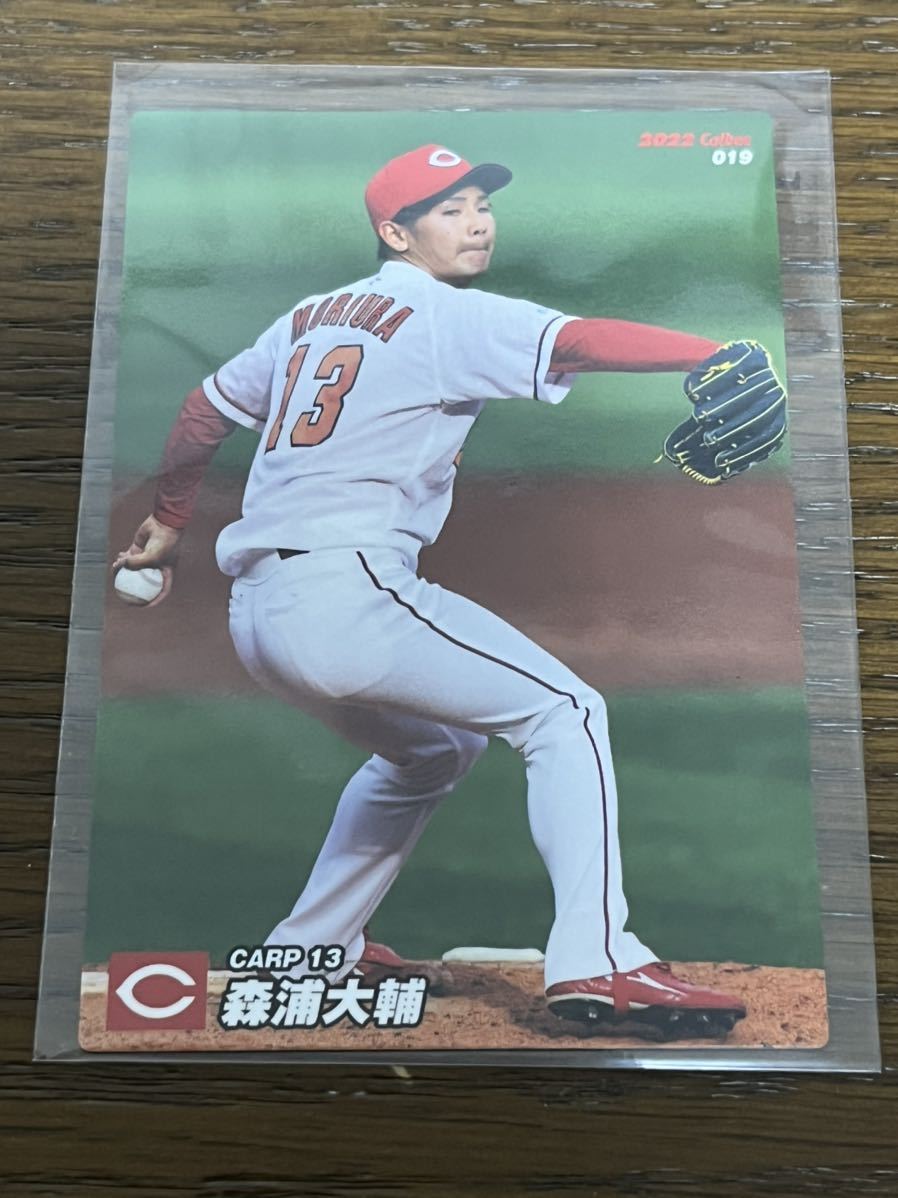 2022 Calbee
019
MORIURA
13
CARP 13
森浦大輔